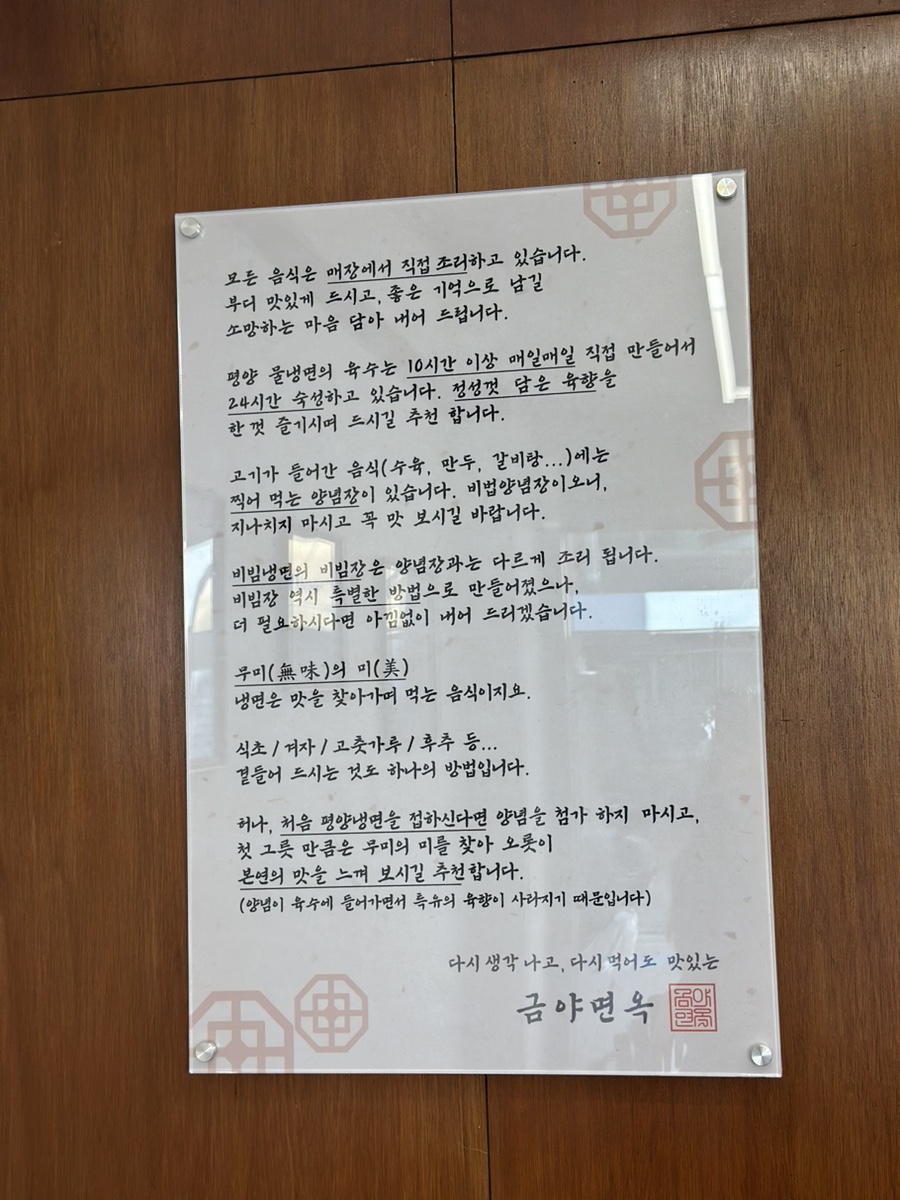 모든 음식은 매장에서 직접 조리하고 있습니다.
부디 맛있게 드시고, 좋은 기억으로 남길
소망하는 마음 담아 내어 드립니다.
평양 물냉면의 육수는 10시간 이상 매일매일 직접 만들어서
24시간 숙성하고 있습니다. 정성껏 담은 육향을
한껏 즐기시며 드시길 추천 합니다.
고기가 들어간 음식(수육, 만두, 갈비탕...)에는
찍어 먹는 양념장이 있습니다. 비법양념장이오니,
지나치지 마시고 꼭 맛 보시길 바랍니다.
비빔냉면의 비빔장은 양념장과는 다르게 조리 됩니다.
비빔장 역시 특별한 방법으로 만들어졌으나,
더 필요하시다면 아낌없이 내어 드리겠습니다.
무미(無味)의 미(美)
냉면은 맛을 찾아가며 먹는 음식이지요.
식초 / 겨자 / 고춧가루 / 후추 등...
곁들어 드시는 것도 하나의 방법입니다.
허나, 처음 평양냉면을 접하신다면 양념을 첨가 하지 마시고,
첫 그릇 만큼은 무미의 미를 찾아 오롯이
본연의 맛을 느껴 보시길 추천합니다.
(양념이 육수에 들어가면서 특유의 육향이 사라지기 때문입니다)
다시 생각 나고, 다시 먹어도 맛있는
금야면옥
금야
면옥